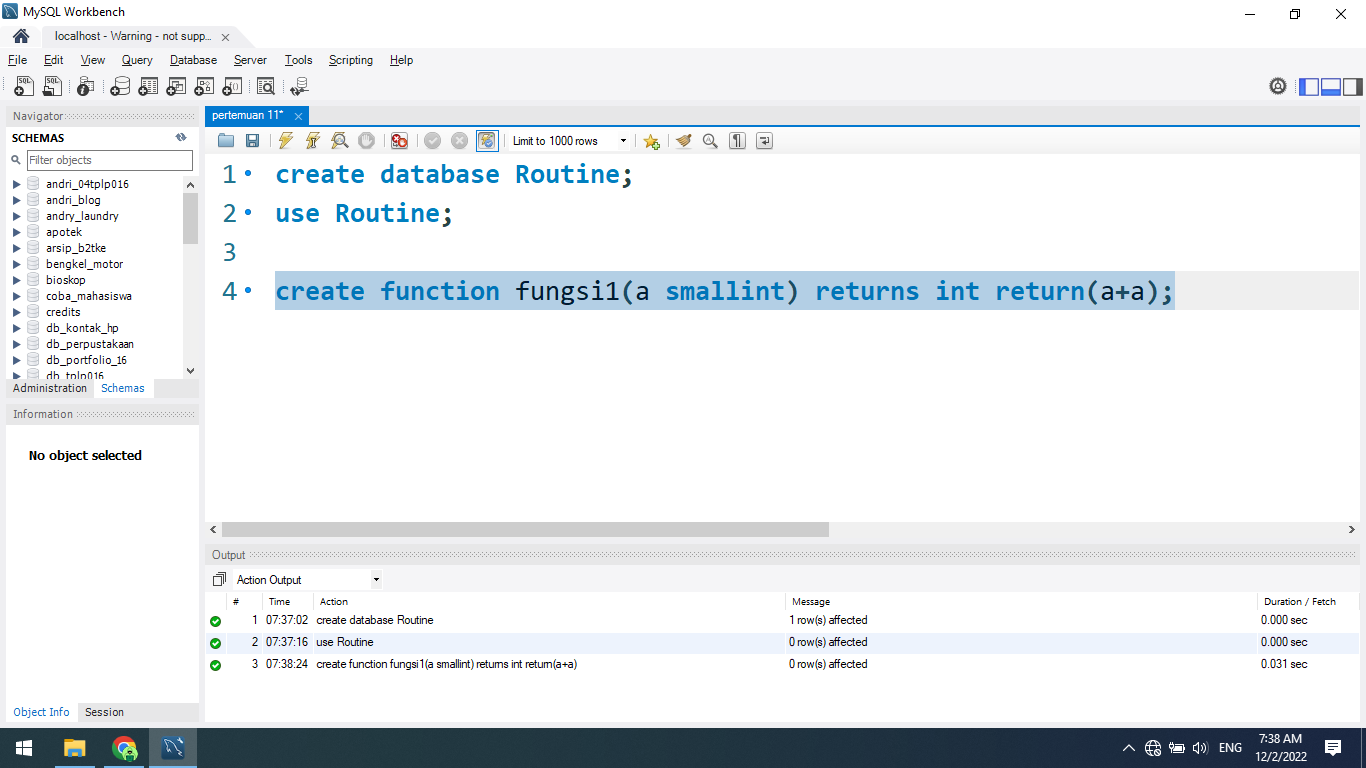 MySQL Workbench
localhost - Warning - not supp...
File Edit View Query Database Server Tools Scripting Help
Navigator
SCHEMAS
Filter objects
andri_04tplp016
andri_blog
andry_laundry
apotek
arsip_b2tke
bengkel_motor
bioskop
coba_mahasiswa
credits
db_kontak_hp
db_perpustakaan
db_portfolio_16
db_tplp016
Administration Schemas
Information
No object selected
Object Info Session
pertemuan 11*
Limit to 1000 rows
1 create database Routine;
2 use Routine;
3
4 create function fungsi1(a smallint) returns int return(a+a);
Output
Action Output
# Time Action Message Duration / Fetch
1 07:37:02 create database Routine 1 row(s) affected 0.000 sec
2 07:37:16 use Routine 0 row(s) affected 0.000 sec
3 07:38:24 create function fungsi1(a smallint) returns int return(a+a) 0 row(s) affected 0.031 sec
ENG
7:38 AM
12/2/2022